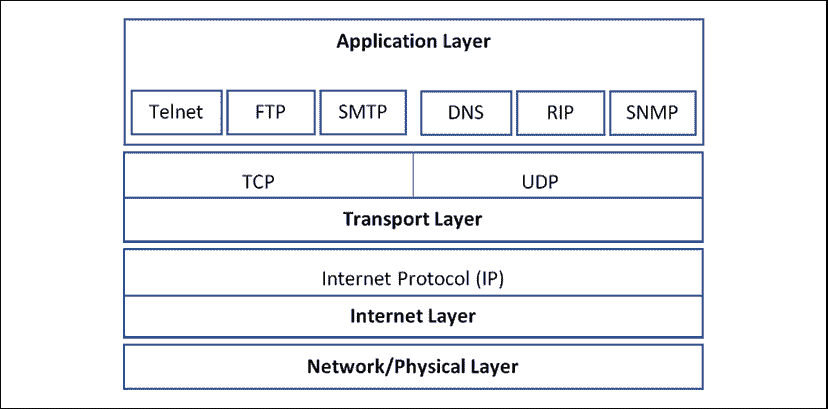 Application Layer
Telnet FTP SMTP DNS RIP SNMP
TCP UDP
Transport Layer
Internet Protocol (IP)
Internet Layer
Network/Physical Layer